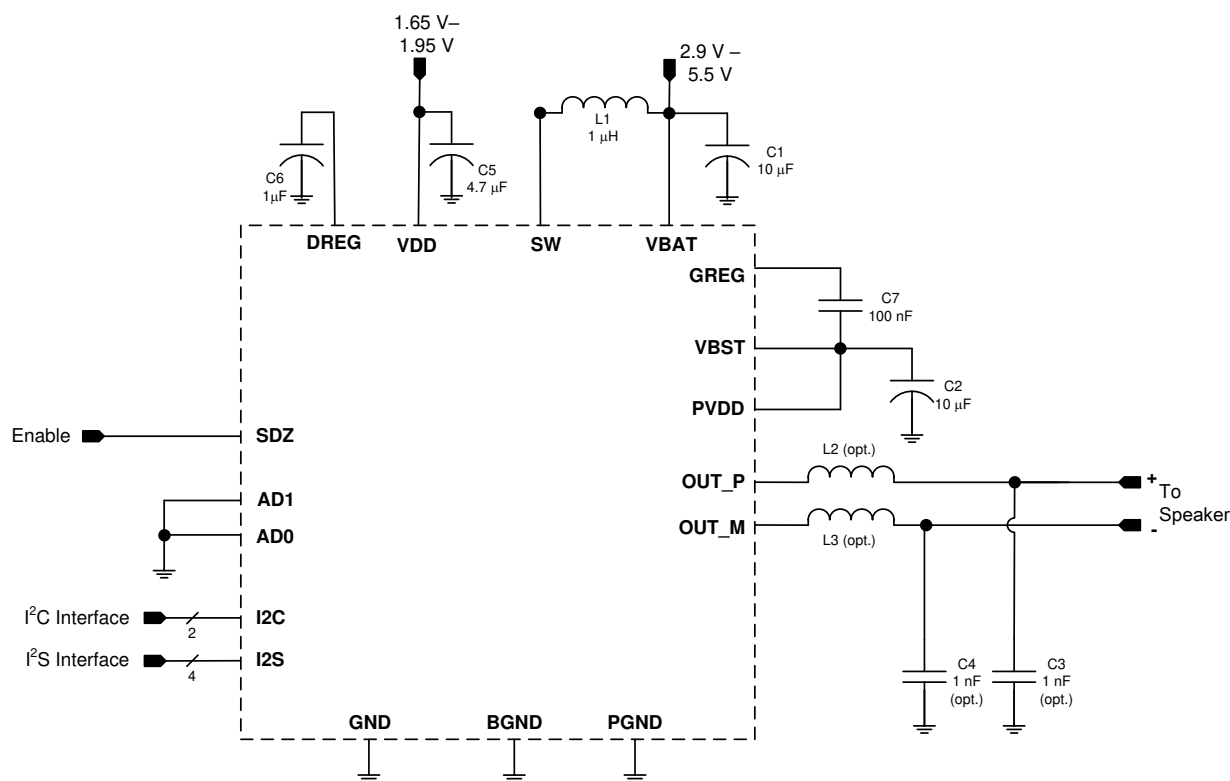 1.65 V–
1.95 V
2.9 V –
5.5 V
L1
1 μH
C1
10 μF
C5
4.7 μF
C6
1μF
DREG
VDD
SW
VBAT
GREG
C7
100 nF
VBST
C2
10 μF
PVDD
Enable
SDZ
L2 (opt.)
OUT_P
+
To
Speaker
-
AD1
OUT_M
L3 (opt.)
AD0
I²C Interface
2
I2C
I²S Interface
4
I2S
C4
1 nF
(opt.)
C3
1 nF
(opt.)
GND
BGND
PGND